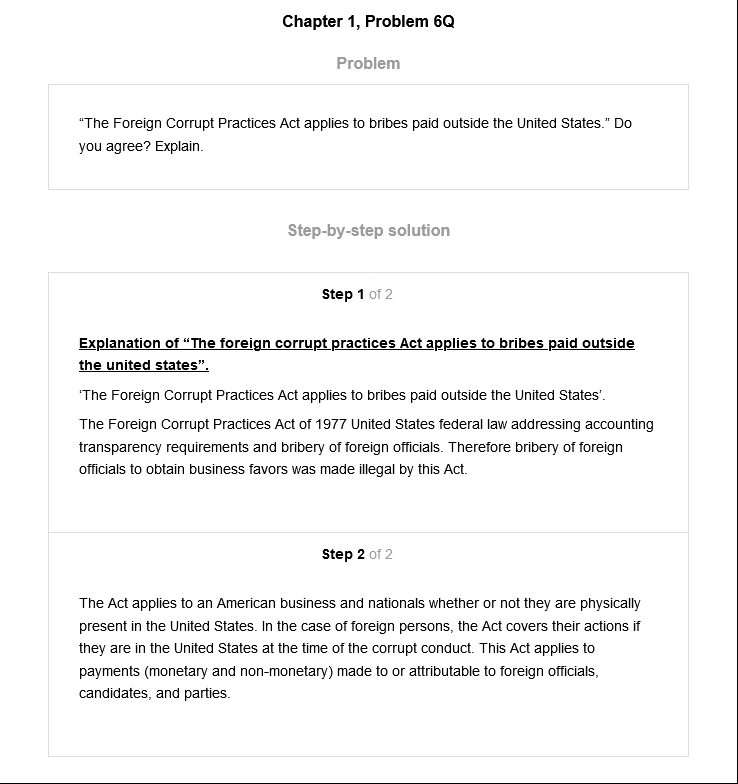 Chapter 1, Problem 6Q
Problem
“The Foreign Corrupt Practices Act applies to bribes paid outside the United States.” Do
you agree? Explain.
Step-by-step solution
Step 1 of 2
Explanation of “The foreign corrupt practices Act applies to bribes paid outside
the united states”.
‘The Foreign Corrupt Practices Act applies to bribes paid outside the United States’.
The Foreign Corrupt Practices Act of 1977 United States federal law addressing accounting
transparency requirements and bribery of foreign officials. Therefore bribery of foreign
officials to obtain business favors was made illegal by this Act.
Step 2 of 2
The Act applies to an American business and nationals whether or not they are physically
present in the United States. In the case of foreign persons, the Act covers their actions if
they are in the United States at the time of the corrupt conduct. This Act applies to
payments (monetary and non-monetary) made to or attributable to foreign officials,
candidates, and parties.